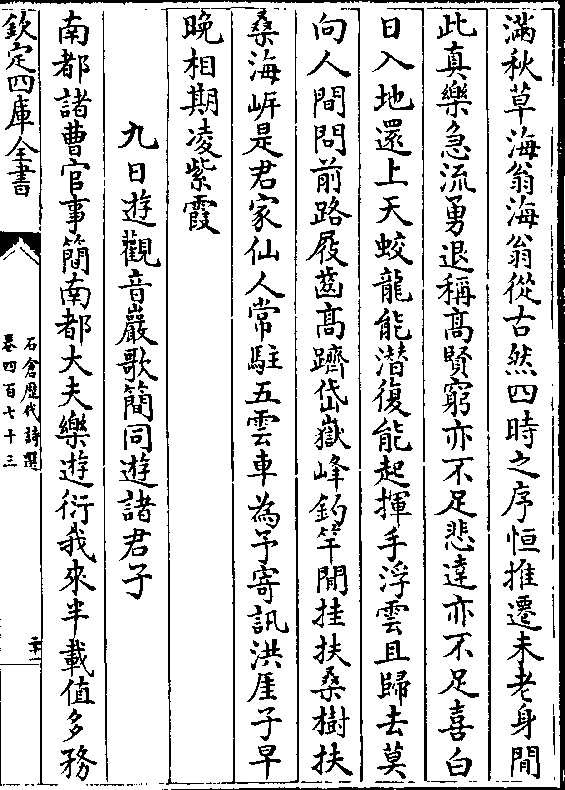 滿秋草海翁海翁從古然四時之序恒推遷未老身閒
此真樂急流勇退稱高賢窮亦不足悲達亦不足喜白
日入地還上天蛟龍能潛復能起揮手浮雲且歸去莫
向人間問前路屐齒高躋岱嶽峰釣竿閒挂扶桑樹扶
桑海㟁是君家仙人常駐五雲車為予寄訊洪厓子早
晚相期凌紫霞
九日遊觀音巖歌簡同遊諸君子
南都諸曹官事簡南都大夫樂遊衍我來半載值多務
欽定四庫全書
石倉歷代詩選
卷四百七十三
二十一